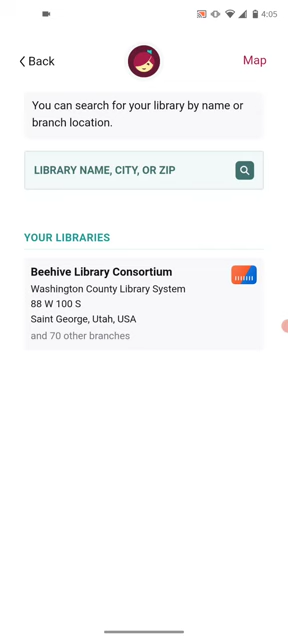 4:05
Back
Map
You can search for your library by name or
branch location.
LIBRARY NAME, CITY, OR ZIP
YOUR LIBRARIES
Beehive Library Consortium
Washington County Library System
88 W 100 S
Saint George, Utah, USA
and 70 other branches